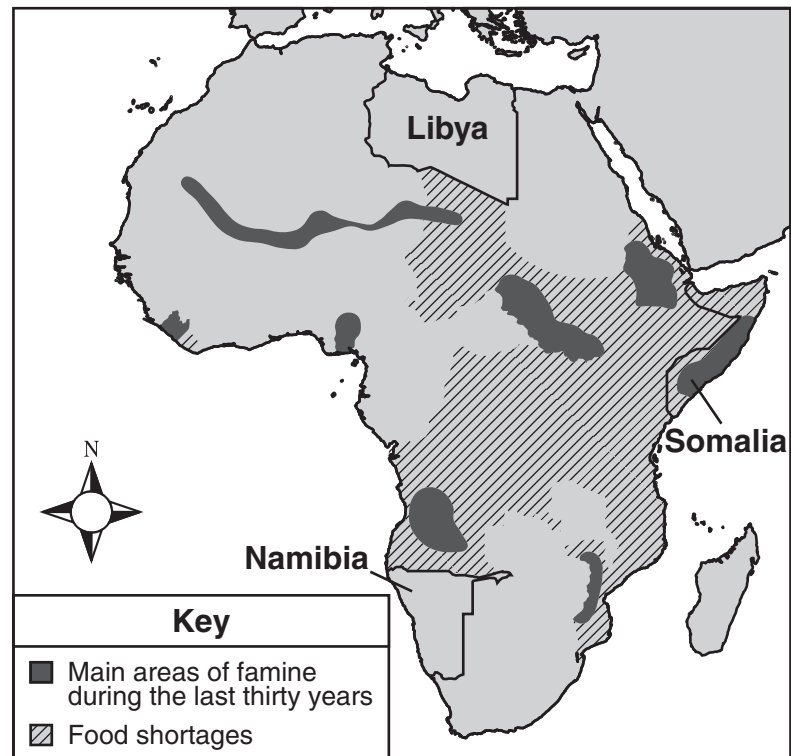 Libya
Somalia
N
Namibia
Key
Main areas of famine
during the last thirty years
Food shortages